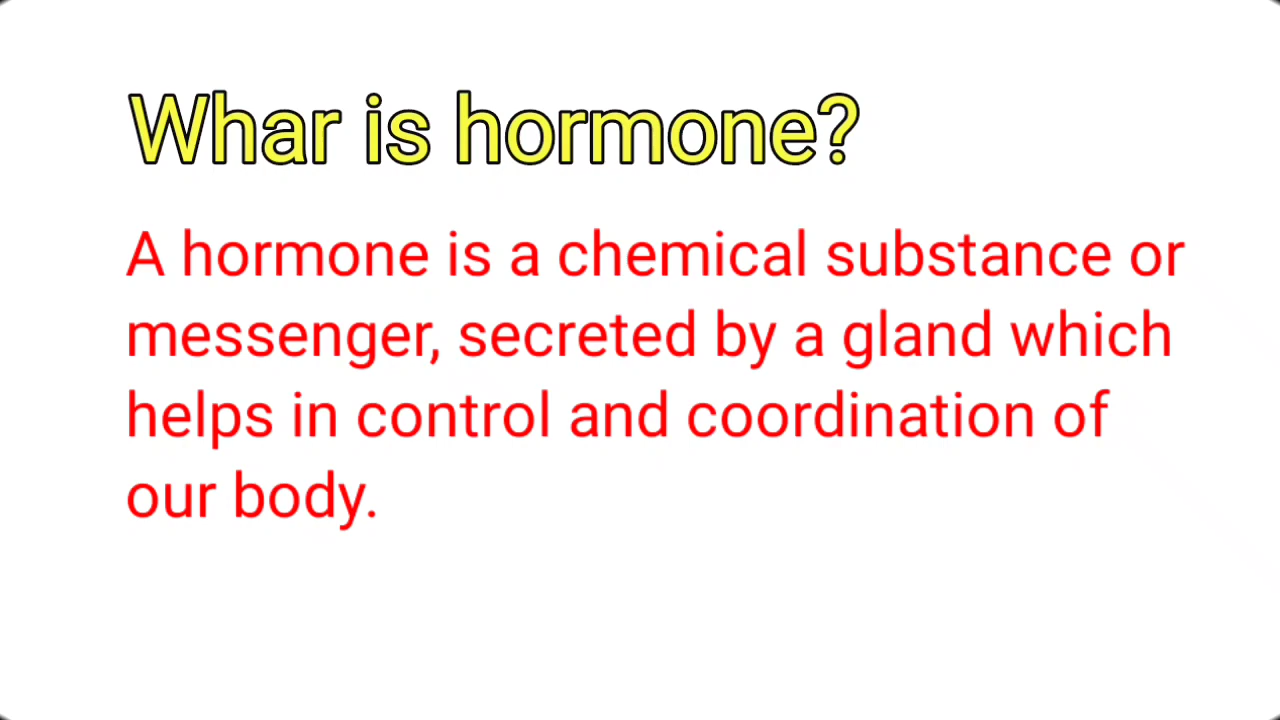 Whar is hormone?
A hormone is a chemical substance or
messenger, secreted by a gland which
helps in control and coordination of
our body.